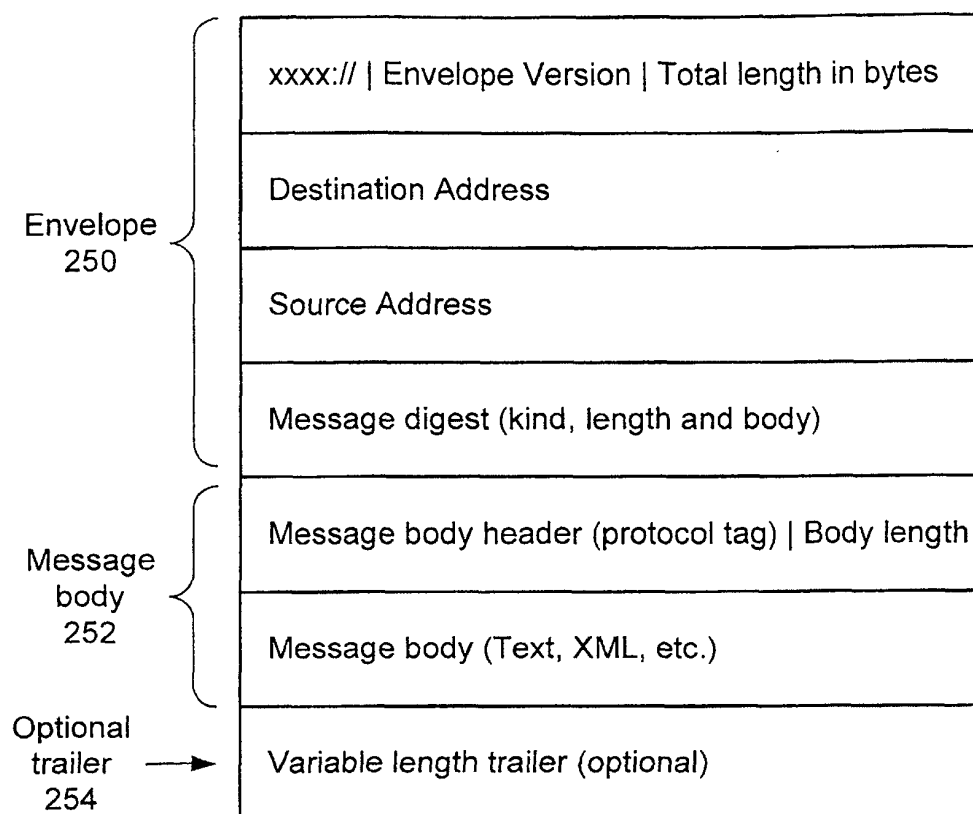 xxxx:// | Envelope Version | Total length in bytes
Destination Address
Envelope
250
Source Address
Message digest (kind, length and body)
Message body header (protocol tag) | Body length
Message
body
252
Message body (Text, XML, etc.)
Optional
trailer
254
Variable length trailer (optional)